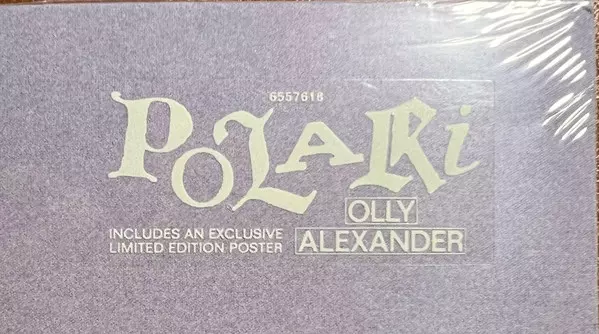 6557618
POLARi
OLLY
ALEXANDER
INCLUDES AN EXCLUSIVE
LIMITED EDITION POSTER